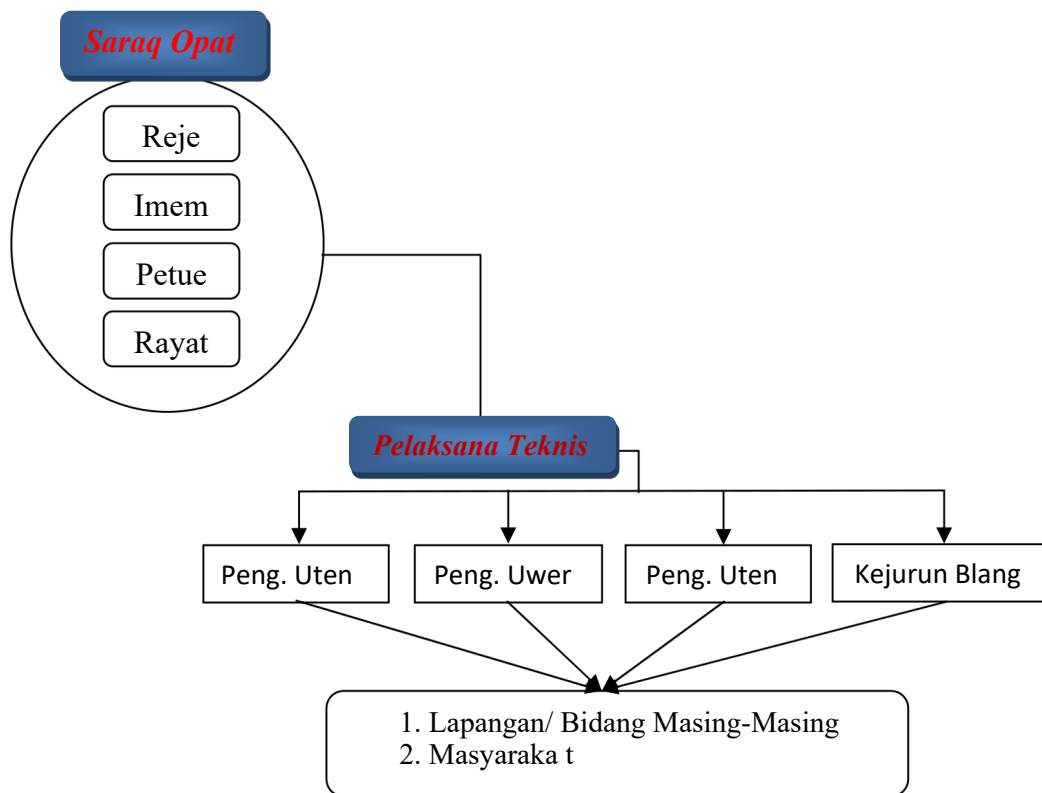 Saraq Opat
Reje
Imem
Petue
Rayat
Pelaksana Teknis
Peng. Uten
Peng. Uwer
Peng. Uten
Kejurun Blang
1. Lapangan/ Bidang Masing-Masing
2. Masyaraka t